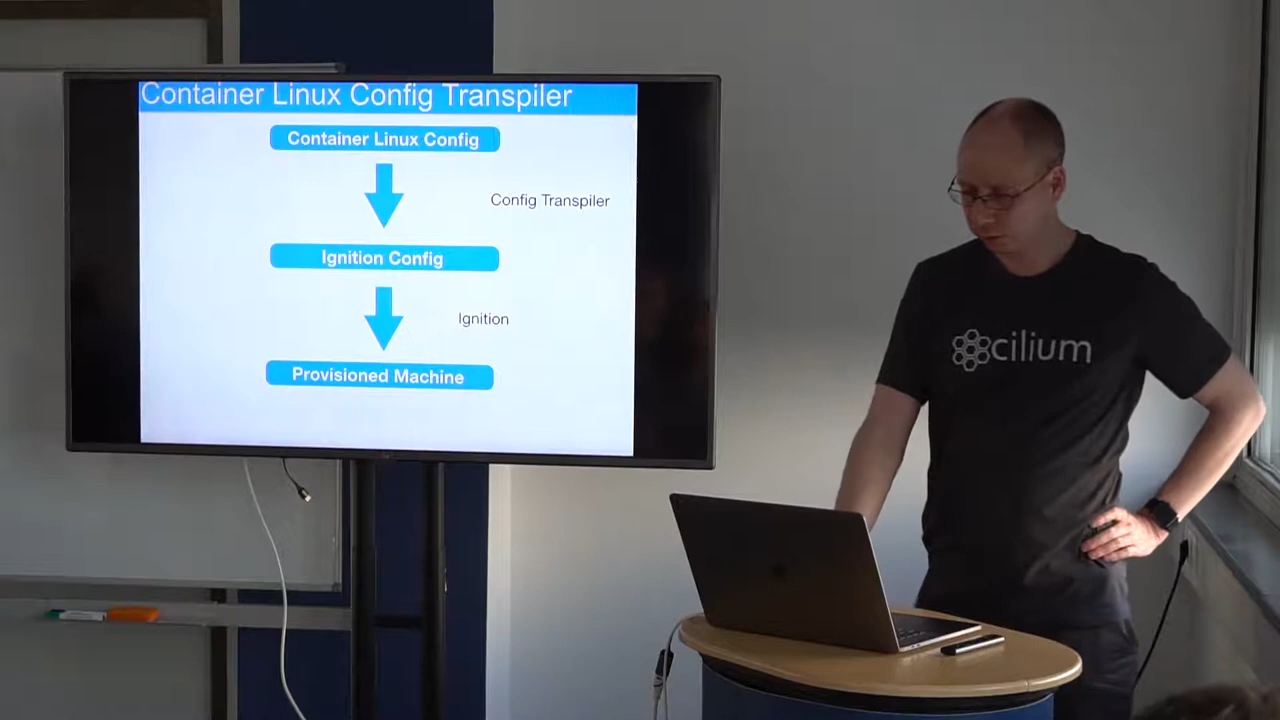 Container Linux Config Transpiler
Container Linux Config
Config Transpiler
Ignition Config
Ignition
Provisioned Machine
cilium